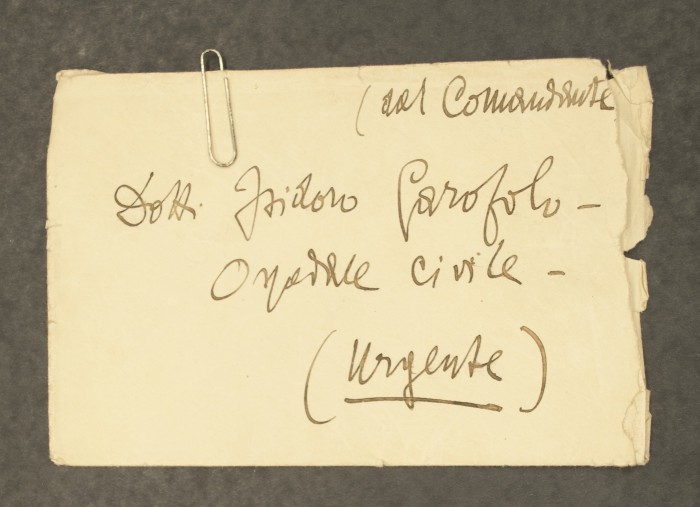 (dal Comandante
Dott. Isidoro Garofolo -
Ospedale civile -
(Urgente)